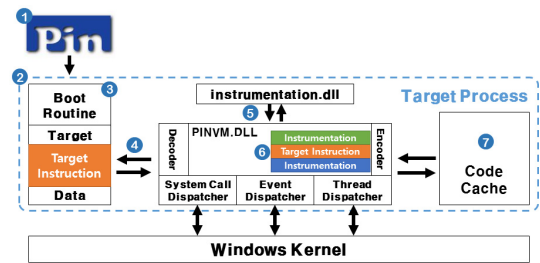 1
Pin
2
3
Boot
Routine
Target
Target
Instruction
Data
4
instrumentation.dll
5
Target Process
Decoder
PINVM.DLL
6
Instrumentation
Target Instruction
Instrumentation
Encoder
System Call
Dispatcher
Event
Dispatcher
Thread
Dispatcher
7
Code
Cache
Windows Kernel